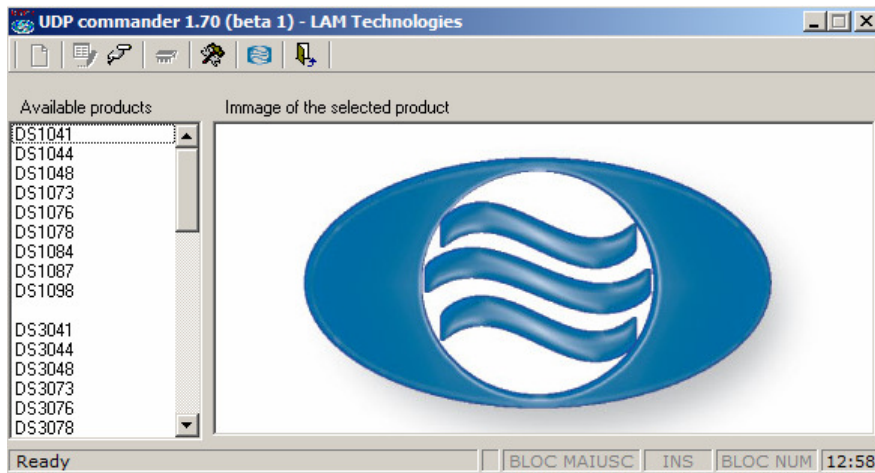 UDP commander 1.70 (beta 1) - LAM Technologies
Available products
Immage of the selected product
DS1041
DS1044
DS1048
DS1073
DS1076
DS1078
DS1084
DS1087
DS1098
DS3041
DS3044
DS3048
DS3073
DS3076
DS3078
Ready
BLOC MAIUSC
INS
BLOC NUM
12:58